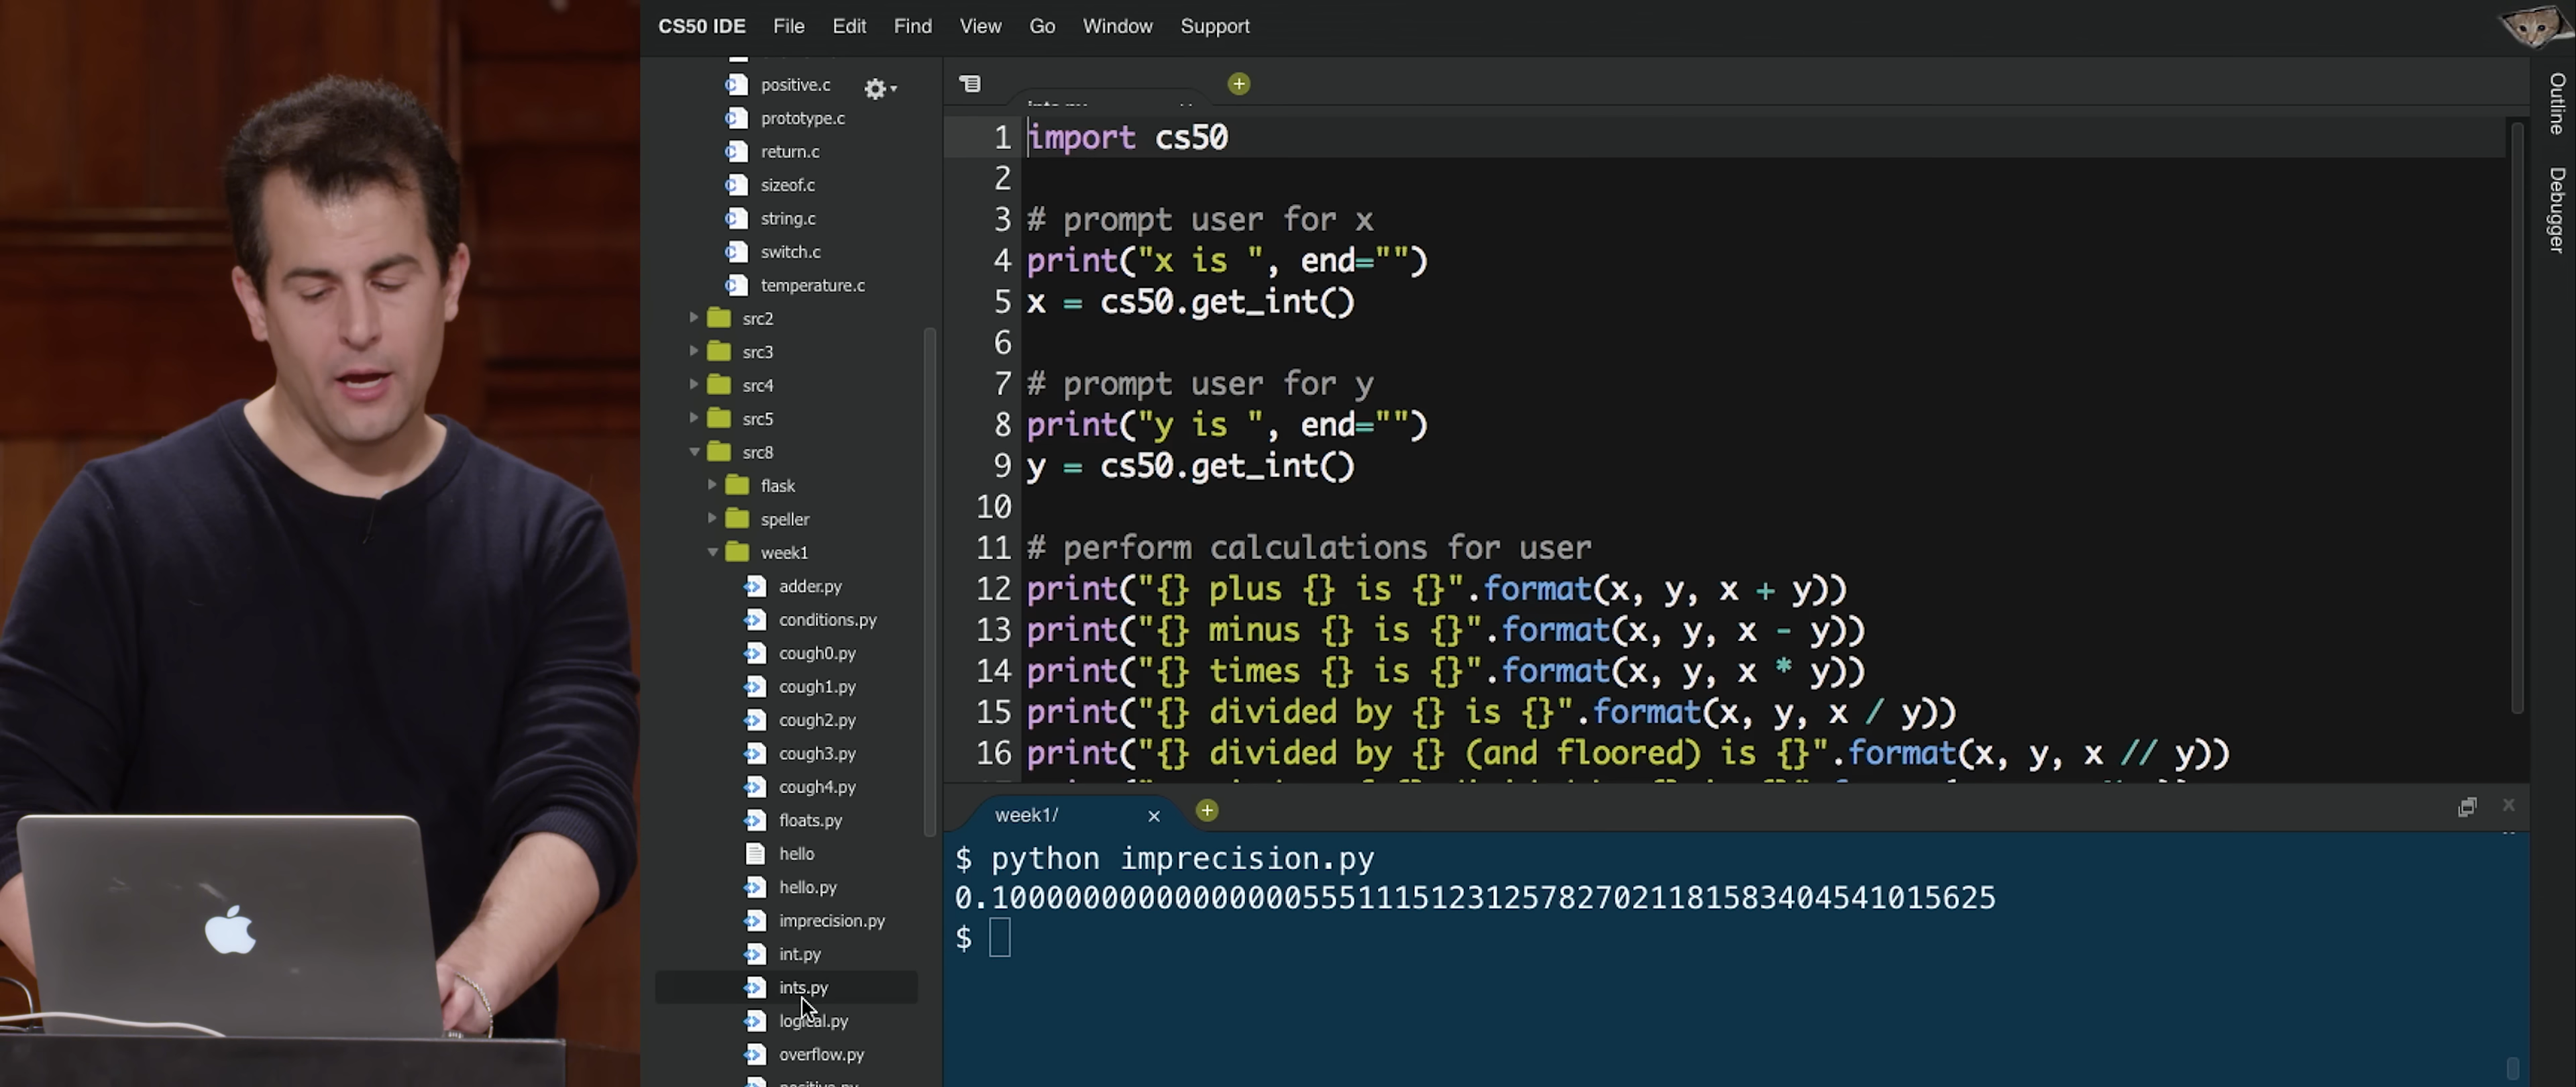 CS50 IDE File Edit Find View Go Window Support
positive.c
prototype.c
return.c
sizeof.c
string.c
switch.c
temperature.c
src2
src3
src4
src5
src8
flask
speller
week1
adder.py
conditions.py
cough0.py
cough1.py
cough2.py
cough3.py
cough4.py
floats.py
hello
hello.py
imprecision.py
int.py
ints.py
logical.py
overflow.py
positive.py
ints.py
1 import cs50
2
3 # prompt user for x
4 print("x is ", end="")
5 x = cs50.get_int()
6
7 # prompt user for y
8 print("y is ", end="")
9 y = cs50.get_int()
10
11 # perform calculations for user
12 print("{} plus {} is {}".format(x, y, x + y))
13 print("{} minus {} is {}".format(x, y, x - y))
14 print("{} times {} is {}".format(x, y, x * y))
15 print("{} divided by {} is {}".format(x, y, x / y))
16 print("{} divided by {} (and floored) is {}".format(x, y, x // y))
week1/
$ python imprecision.py
0.1000000000000000055511151231257827021181583404541015625
$
Outline
Debugger